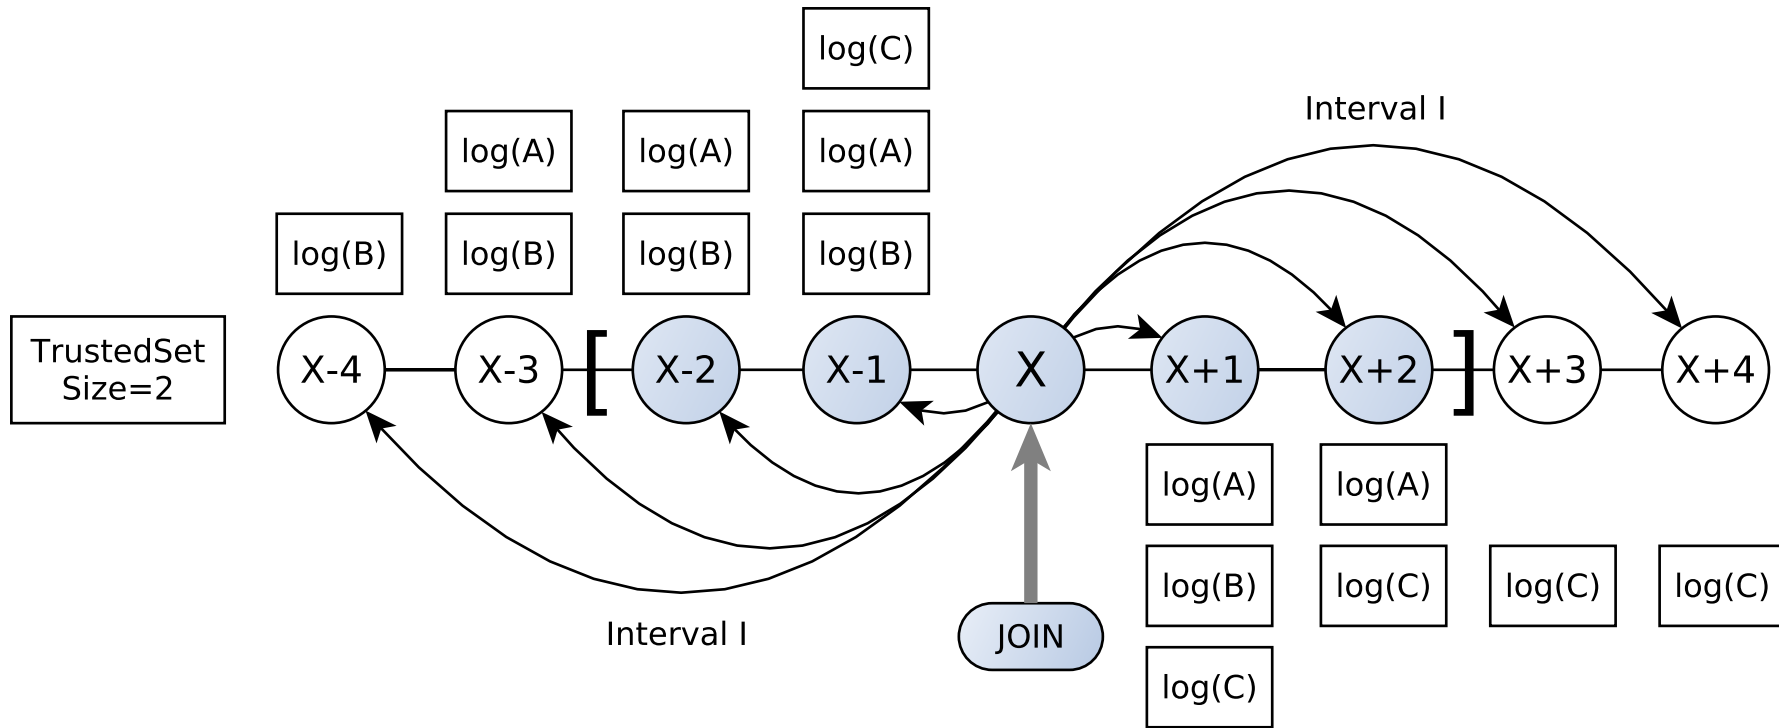 log(C)
Interval I
log(A)
log(A)
log(A)
log(B)
log(B)
log(B)
log(B)
TrustedSet
Size=2
X-4
X-3
[
X-2
X-1
X
X+1
X+2
]
X+3
X+4
log(A)
log(A)
log(B)
log(C)
log(C)
log(C)
Interval I
JOIN
log(C)